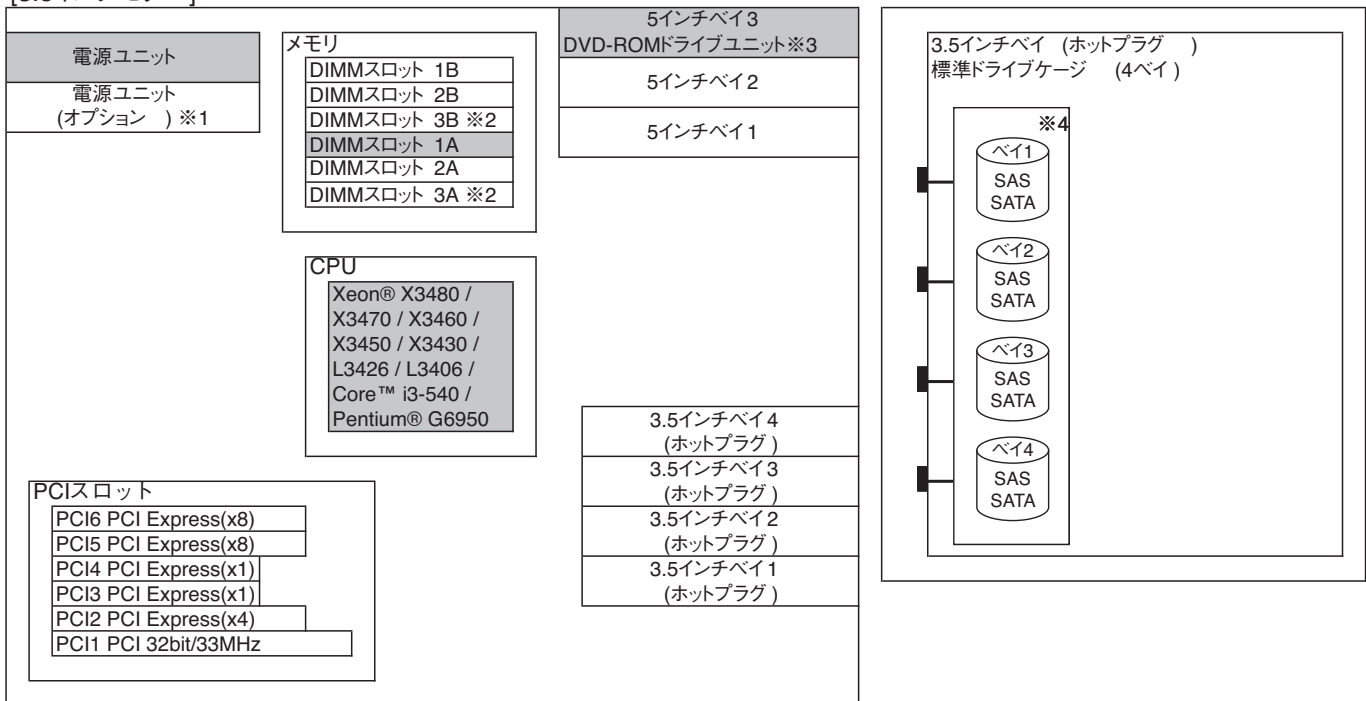 電源ユニット
電源ユニット
(オプション ) ※1
メモリ
DIMMスロット 1B
DIMMスロット 2B
DIMMスロット 3B ※2
DIMMスロット 1A
DIMMスロット 2A
DIMMスロット 3A ※2
CPU
Xeon® X3480 /
X3470 / X3460 /
X3450 / X3430 /
L3426 / L3406 /
Core™ i3-540 /
Pentium® G6950
PCIスロット
PCI6 PCI Express(x8)
PCI5 PCI Express(x8)
PCI4 PCI Express(x1)
PCI3 PCI Express(x1)
PCI2 PCI Express(x4)
PCI1 PCI 32bit/33MHz
5インチベイ3
DVD-ROMドライブユニット※3
5インチベイ2
5インチベイ1
3.5インチベイ4
(ホットプラグ )
3.5インチベイ3
(ホットプラグ )
3.5インチベイ2
(ホットプラグ )
3.5インチベイ1
(ホットプラグ )
3.5インチベイ (ホットプラグ )
標準ドライブケージ (4ベイ )
※4
ベイ1
SAS
SATA
ベイ2
SAS
SATA
ベイ3
SAS
SATA
ベイ4
SAS
SATA